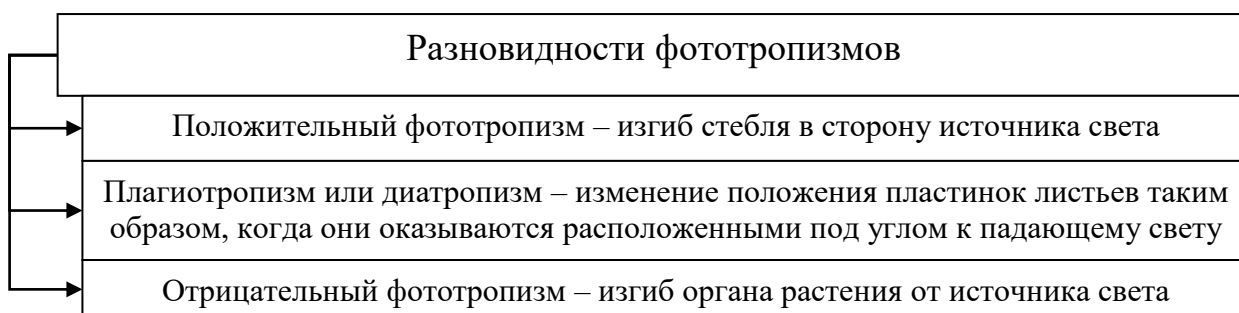 Разновидности фототропизмов
Положительный фототропизм – изгиб стебля в сторону источника света
Плагиотропизм или диатропизм – изменение положения пластинок листьев таким
образом, когда они оказываются расположенными под углом к падающему свету
Отрицательный фототропизм – изгиб органа растения от источника света